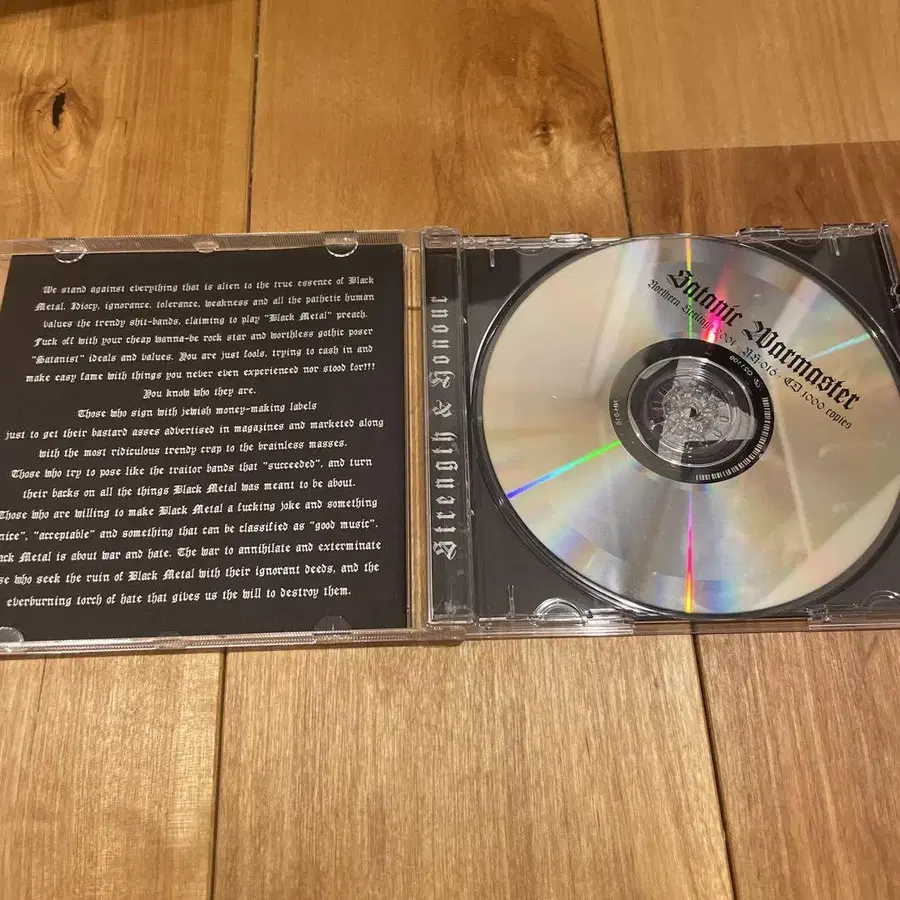 We stand against everything that is alien to the true essence of Black
Metal. Idiocy, ignorance, tolerance, weakness and all the pathetic human
values the trendy shit-bands, claiming to play "Black Metal" preach.
Fuck off with your cheap wanna-be rock star and worthless gothic poser
"Satanist" ideals and values. You are just fools, trying to cash in and
make easy fame with things you never even experienced nor stood for!!!
You know who they are.
Those who sign with jewish money-making labels
just to get their bastard asses advertised in magazines and marketed along
with the most ridiculous trendy crap to the brainless masses.
Those who try to pose like the traitor bands that "succeeded", and turn
their backs on all the things Black Metal was meant to be about.
Those who are willing to make Black Metal a fucking joke and something
nice", "acceptable" and something that can be classified as "good music".
ck Metal is about war and hate. The war to annihilate and exterminate
se who seek the ruin of Black Metal with their ignorant deeds, and the
everburning torch of hate that gives us the will to destroy them.
Strength & Honour
Satanic Warmaster
Northern 2001 · 016 · CD 1000 copies